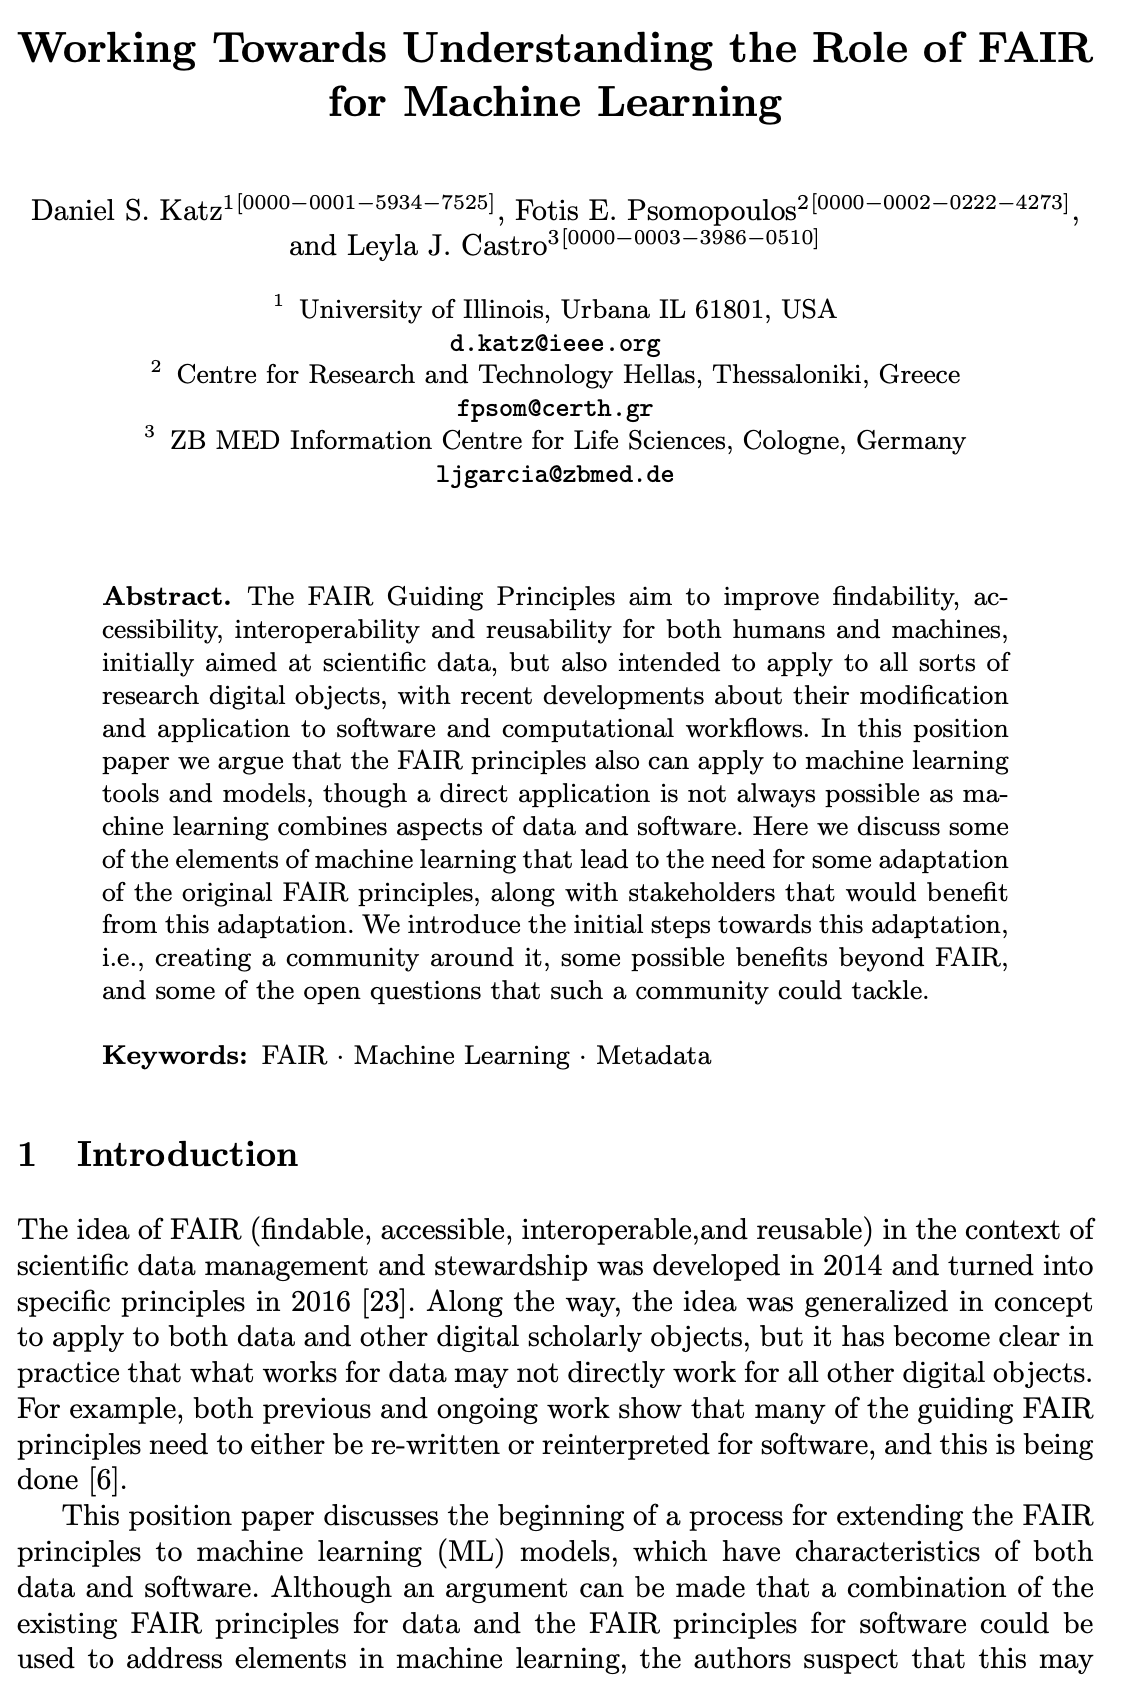 Working Towards Understanding the Role of FAIR
for Machine Learning
Daniel S. Katz1[0000−0001−5934−7525], Fotis E. Psomopoulos2[0000−0002−0222−4273],
and Leyla J. Castro3[0000−0003−3986−0510]
1 University of Illinois, Urbana IL 61801, USA
d.katz@ieee.org
2 Centre for Research and Technology Hellas, Thessaloniki, Greece
fpsom@certh.gr
3 ZB MED Information Centre for Life Sciences, Cologne, Germany
ljgarcia@zbmed.de
Abstract. The FAIR Guiding Principles aim to improve findability, ac-
cessibility, interoperability and reusability for both humans and machines,
initially aimed at scientific data, but also intended to apply to all sorts of
research digital objects, with recent developments about their modification
and application to software and computational workflows. In this position
paper we argue that the FAIR principles also can apply to machine learning
tools and models, though a direct application is not always possible as ma-
chine learning combines aspects of data and software. Here we discuss some
of the elements of machine learning that lead to the need for some adaptation
of the original FAIR principles, along with stakeholders that would benefit
from this adaptation. We introduce the initial steps towards this adaptation,
i.e., creating a community around it, some possible benefits beyond FAIR,
and some of the open questions that such a community could tackle.
Keywords: FAIR · Machine Learning · Metadata
1 Introduction
The idea of FAIR (findable, accessible, interoperable,and reusable) in the context of
scientific data management and stewardship was developed in 2014 and turned into
specific principles in 2016 [23]. Along the way, the idea was generalized in concept
to apply to both data and other digital scholarly objects, but it has become clear in
practice that what works for data may not directly work for all other digital objects.
For example, both previous and ongoing work show that many of the guiding FAIR
principles need to either be re-written or reinterpreted for software, and this is being
done [6].
This position paper discusses the beginning of a process for extending the FAIR
principles to machine learning (ML) models, which have characteristics of both
data and software. Although an argument can be made that a combination of the
existing FAIR principles for data and the FAIR principles for software could be
used to address elements in machine learning, the authors suspect that this may